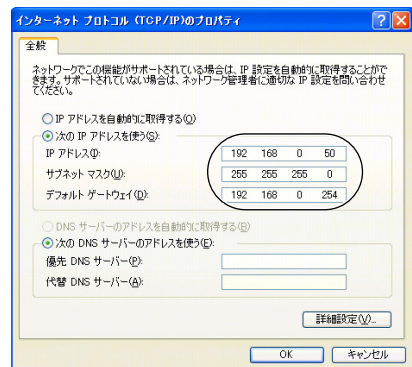 インターネット プロトコル (TCP/IP)のプロパティ
全般
ネットワークでこの機能がサポートされている場合は、IP 設定を自動的に取得することがで
きます。サポートされていない場合は、ネットワーク管理者に適切な IP 設定を問い合わせ
てください。
IP アドレスを自動的に取得する(O)
次の IP アドレスを使う(S):
IP アドレス(I): 192 168 0 50
サブネット マスク(U): 255 255 255 0
デフォルト ゲートウェイ(D): 192 168 0 254
DNS サーバーのアドレスを自動的に取得する(B)
次の DNS サーバーのアドレスを使う(E):
優先 DNS サーバー(P):
代替 DNS サーバー(A):
詳細設定(V)...
OK キャンセル